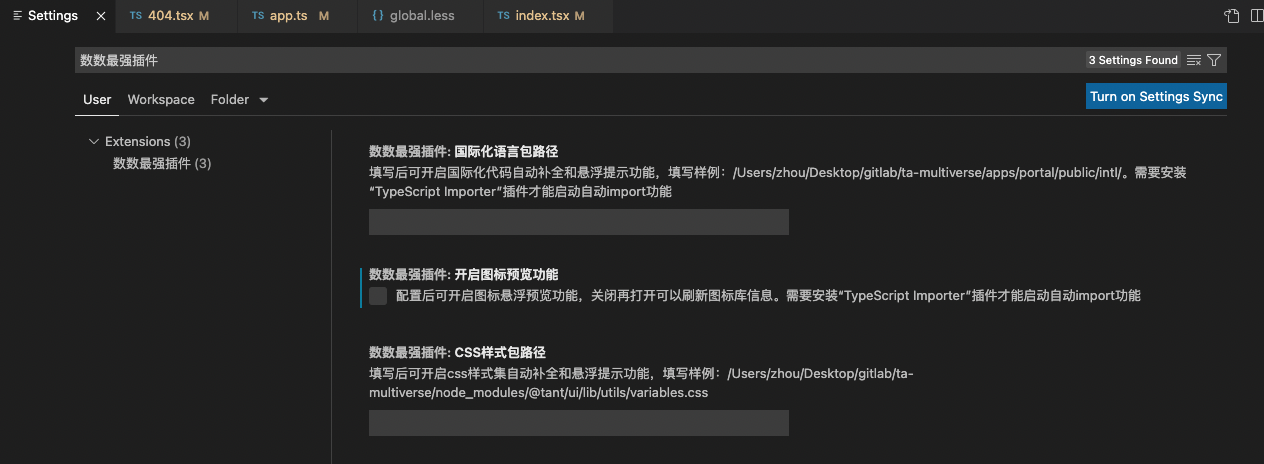 Settings
TS 404.tsx M
TS app.ts M
{} global.less
TS index.tsx M
数数最强插件
3 Settings Found
User Workspace Folder
Turn on Settings Sync
Extensions (3)
数数最强插件 (3)
数数最强插件: 国际化语言包路径
填写后可开启国际化代码自动补全和悬浮提示功能，填写样例：/Users/zhou/Desktop/gitlab/ta-multiverse/apps/portal/public/intl/。需要安装
“TypeScript Importer”插件才能启动自动import功能
数数最强插件: 开启图标预览功能
配置后可开启图标悬浮预览功能，关闭再打开可以刷新图标库信息。需要安装“TypeScript Importer”插件才能启动自动import功能
数数最强插件: CSS样式包路径
填写后可开启css样式集自动补全和悬浮提示功能，填写样例：/Users/zhou/Desktop/gitlab/ta-
multiverse/node_modules/@tant/ui/lib/utils/variables.css